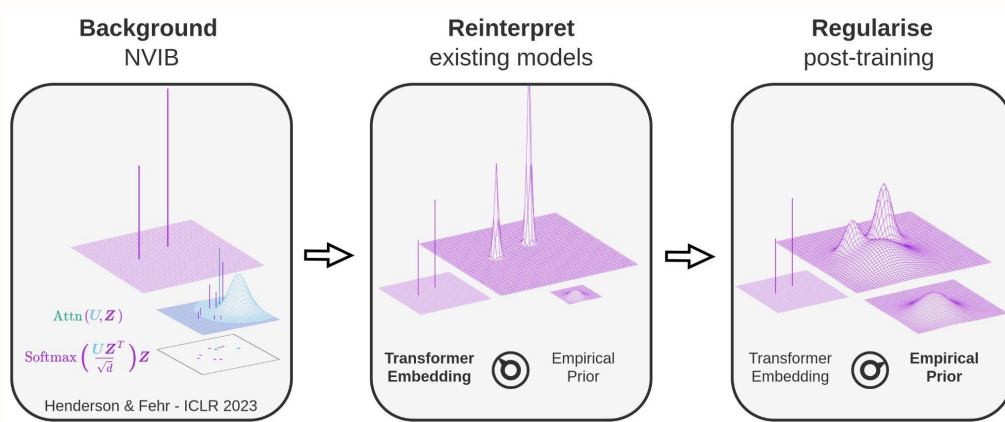 Background
NVIB
Attn(U, Z)
Softmax(UZ^T/√d)Z
Henderson & Fehr - ICLR 2023
Reinterpret
existing models
Transformer Embedding
Empirical Prior
Regularise
post-training
Transformer Embedding
Empirical Prior